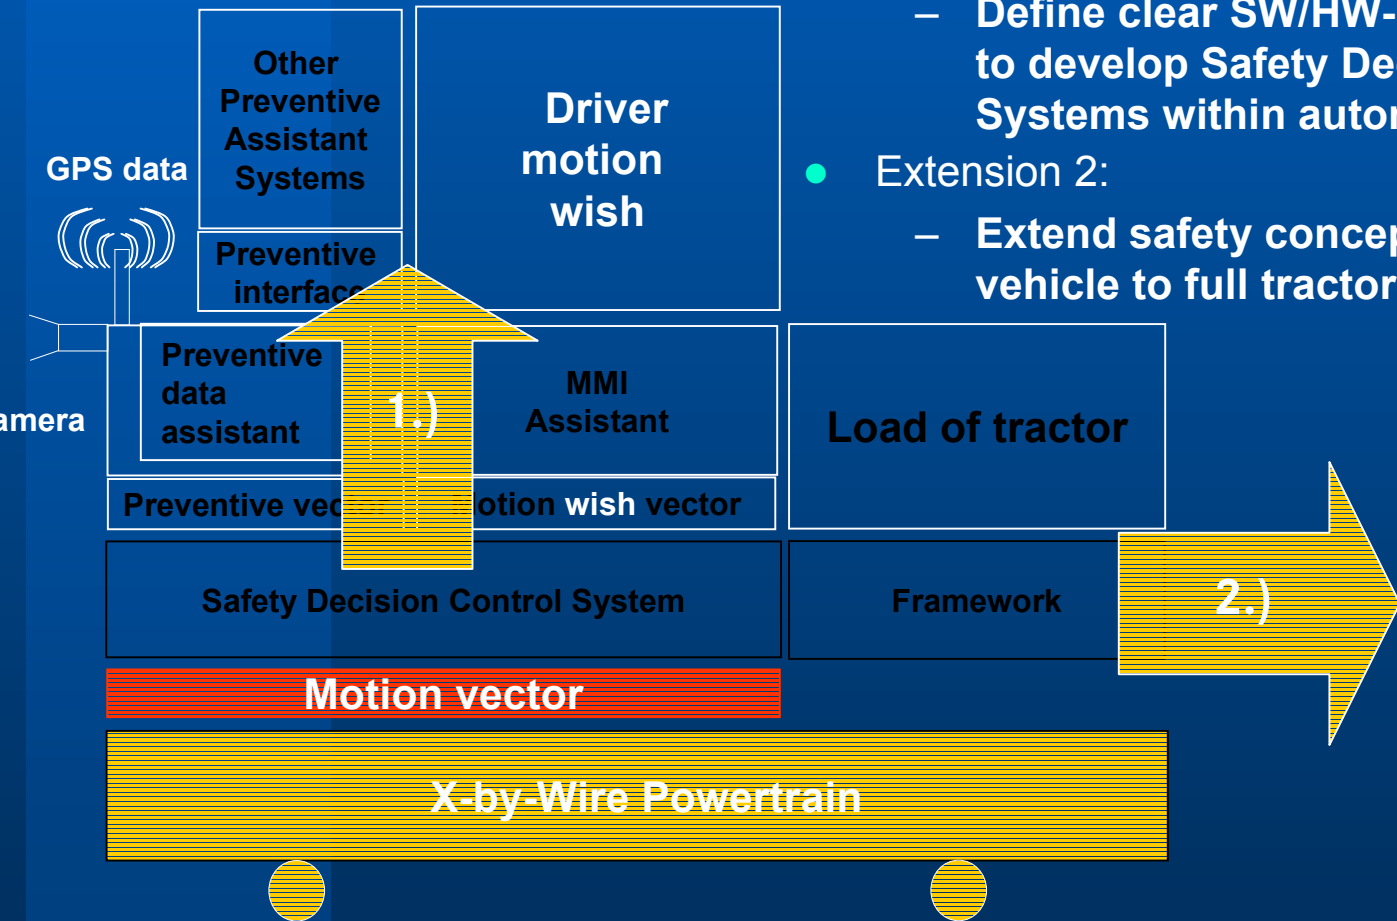 Other
Preventive
Assistant
Systems
Driver
motion
wish
GPS data
Preventive
interface
Preventive
data
assistant
1.)
MMI
Assistant
Load of tractor
amera
Preventive vec
otion wish vector
Safety Decision Control System
Framework
2.)
Motion vector
X-by-Wire Powertrain
– Define clear SW/HW-
to develop Safety De
Systems within autor
● Extension 2:
– Extend safety concep
vehicle to full tractor